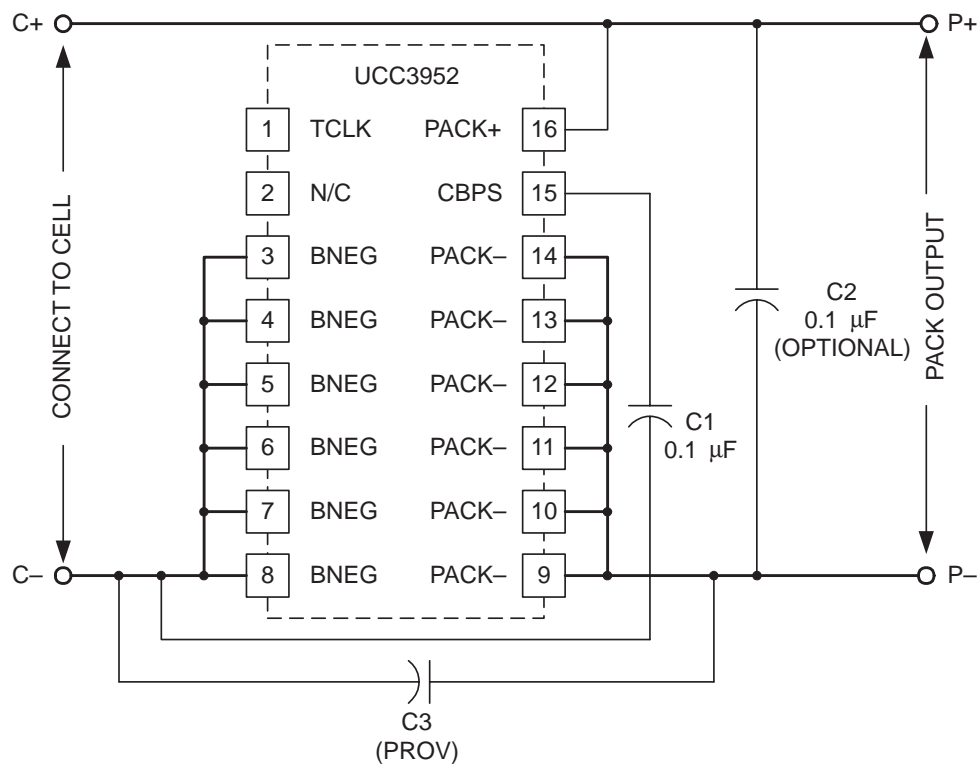 C+
P+
UCC3952
1 TCLK PACK+ 16
2 N/C CBPS 15
3 BNEG PACK– 14
4 BNEG PACK– 13
5 BNEG PACK– 12
6 BNEG PACK– 11
7 BNEG PACK– 10
8 BNEG PACK– 9
CONNECT TO CELL
C2
0.1 μF
(OPTIONAL)
PACK OUTPUT
C1
0.1 μF
C–
P–
C3
(PROV)